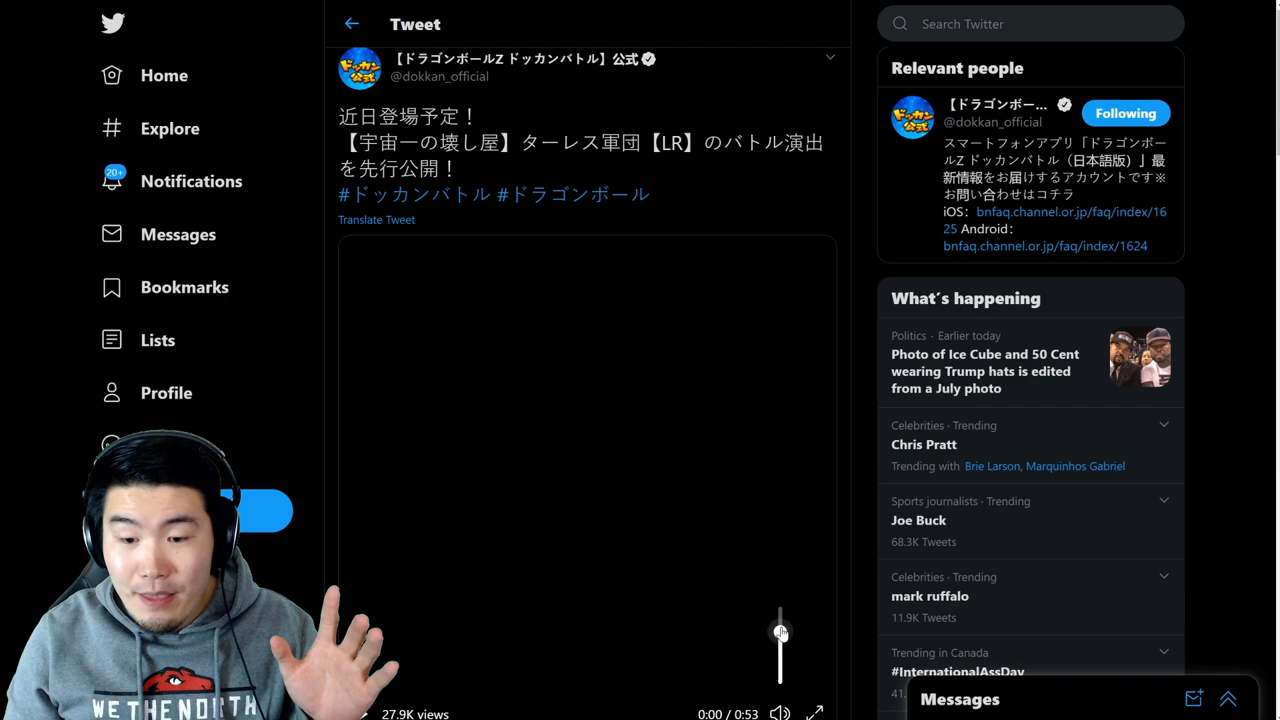 Home
Explore
20+
Notifications
Messages
Bookmarks
Lists
Profile
Tweet
【ドラゴンボールZ ドッカンバトル】公式
@dokkan_official
近日登場予定！
【宇宙一の壊し屋】ターレス軍団【LR】のバトル演出
を先行公開！
#ドッカンバトル #ドラゴンボール
Translate Tweet
27.9K views
0:00 / 0:53
Search Twitter
Relevant people
【ドラゴンボー...
@dokkan_official
Following
スマートフォンアプリ「ドラゴンボー
ルZ ドッカンバトル（日本語版）」最
新情報をお届けするアカウントです※
お問い合わせはコチラ
iOS： bnfaq.channel.or.jp/faq/index/16
25 Android：
bnfaq.channel.or.jp/faq/index/1624
What's happening
Politics · Earlier today
Photo of Ice Cube and 50 Cent
wearing Trump hats is edited
from a July photo
Celebrities · Trending
Chris Pratt
Trending with Brie Larson, Marquinhos Gabriel
Sports journalists · Trending
Joe Buck
68.3K Tweets
Celebrities · Trending
mark ruffalo
11.9K Tweets
Trending in Canada
#InternationalAssDay
Messages
ドッカン
公式
WE THE NORTH